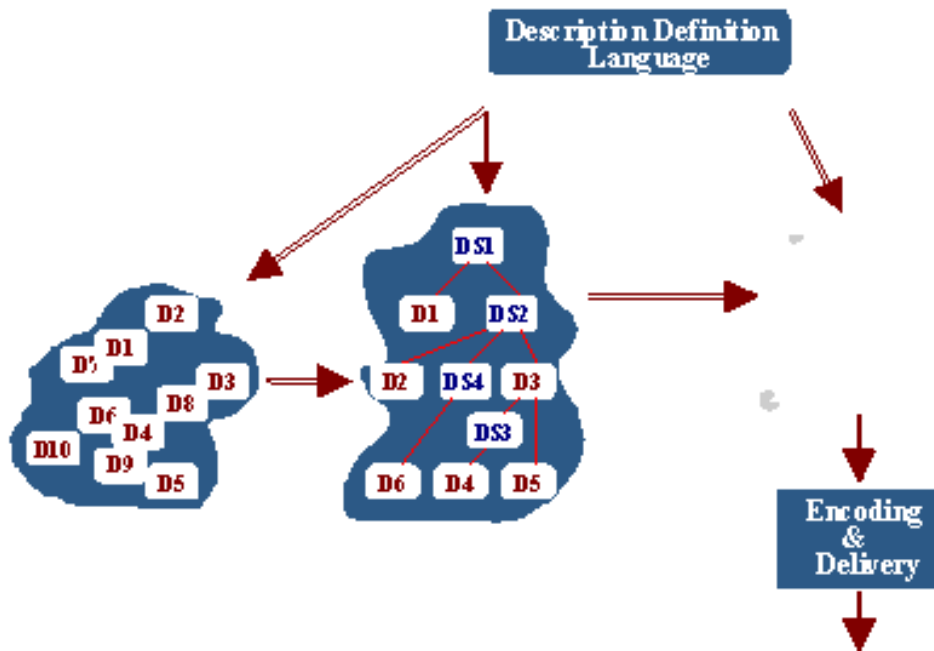 Description Definition
Language
DS1
D1
DS2
D2
DS4
D3
DS3
D6
D4
D5
D2
D1
D3
D8
D6
D4
D10
D9
D5
Encoding
&
Delivery